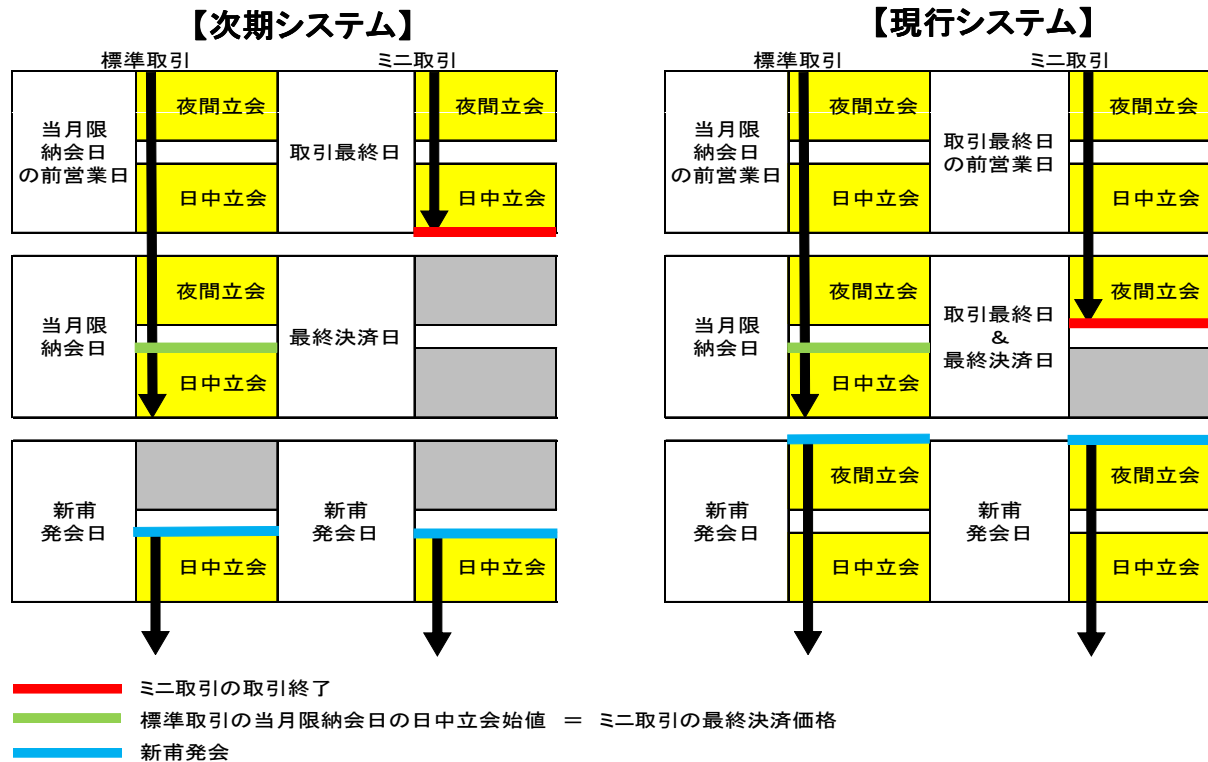 【次期システム】
標準取引
ミニ取引
当月限
納会日
の前営業日
夜間立会
日中立会
取引最終日
夜間立会
日中立会
当月限
納会日
夜間立会
日中立会
最終決済日
新甫
発会日
日中立会
新甫
発会日
日中立会
【現行システム】
標準取引
ミニ取引
当月限
納会日
の前営業日
夜間立会
日中立会
取引最終日
の前営業日
夜間立会
日中立会
当月限
納会日
夜間立会
日中立会
取引最終日
&
最終決済日
夜間立会
新甫
発会日
夜間立会
日中立会
新甫
発会日
夜間立会
日中立会
ミニ取引の取引終了
標準取引の当月限納会日の日中立会始値 = ミニ取引の最終決済価格
新甫発会